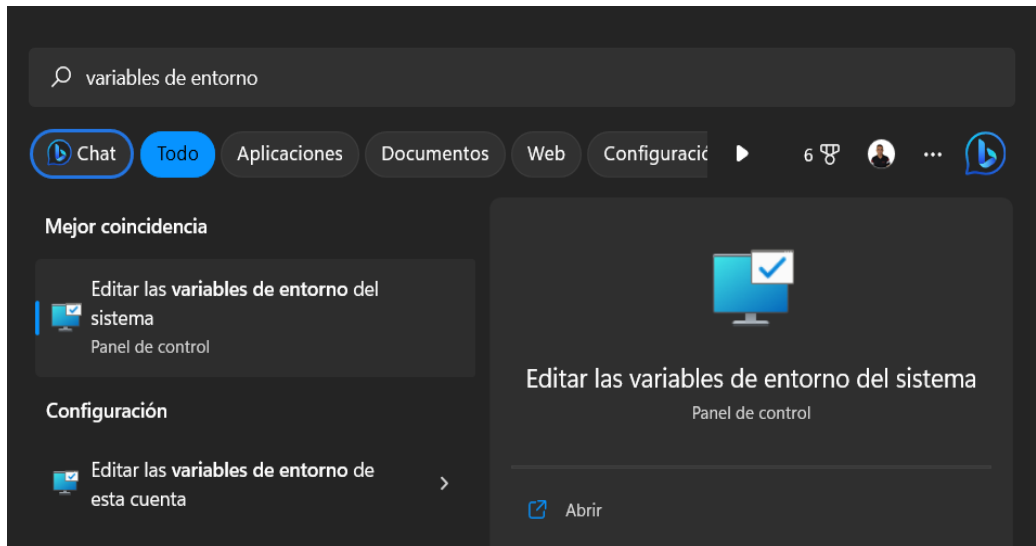 variables de entorno
Chat
Todo
Aplicaciones
Documentos
Web
Configuració
6
Mejor coincidencia
Editar las variables de entorno del
sistema
Panel de control
Configuración
Editar las variables de entorno de
esta cuenta
Editar las variables de entorno del sistema
Panel de control
Abrir